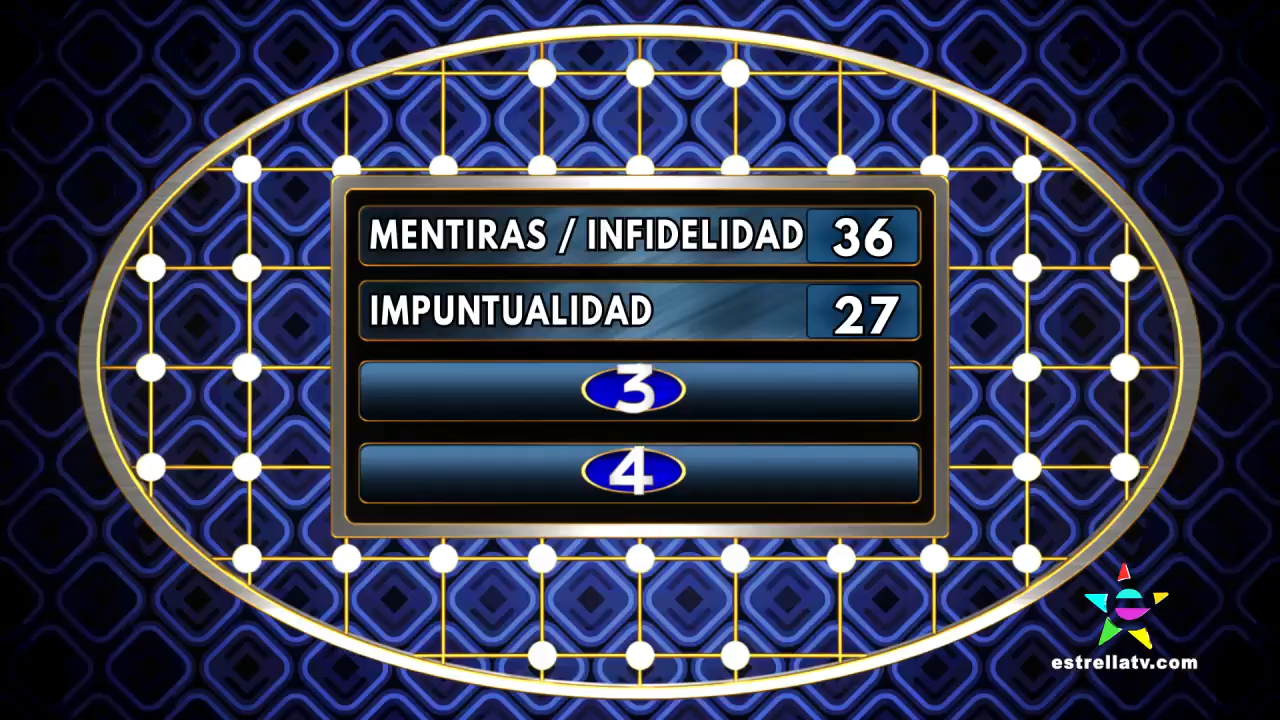 MENTIRAS / INFIDELIDAD 36
IMPUNTUALIDAD 27
3
4
estrellatv.com